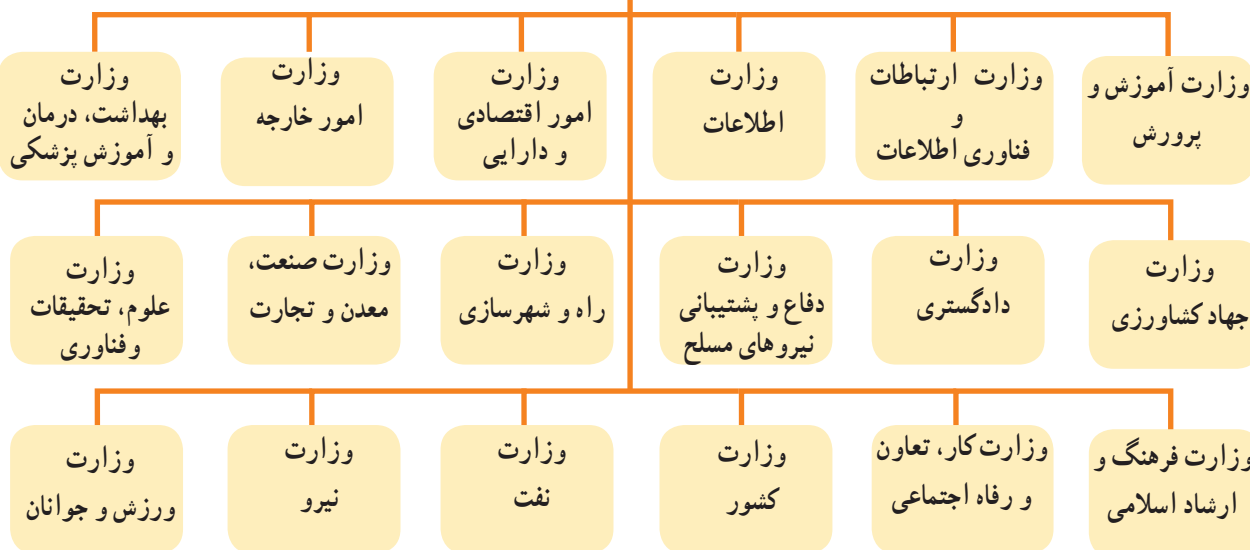 وزارت آموزش و
پرورش
وزارت ارتباطات
و
فناوری اطلاعات
وزارت
اطلاعات
وزارت
امور اقتصادی
و دارایی
وزارت
امور خارجه
وزارت
بهداشت، درمان
و آموزش پزشکی
وزارت
جهاد کشاورزی
وزارت
دادگستری
وزارت
دفاع و پشتیبانی
نیروهای مسلح
وزارت
راه و شهرسازی
وزارت صنعت،
معدن و تجارت
وزارت
علوم، تحقیقات
وفناوری
وزارت فرهنگ و
ارشاد اسلامی
وزارت کار، تعاون
و رفاه اجتماعی
وزارت
کشور
وزارت
نفت
وزارت
نیرو
وزارت
ورزش و جوانان